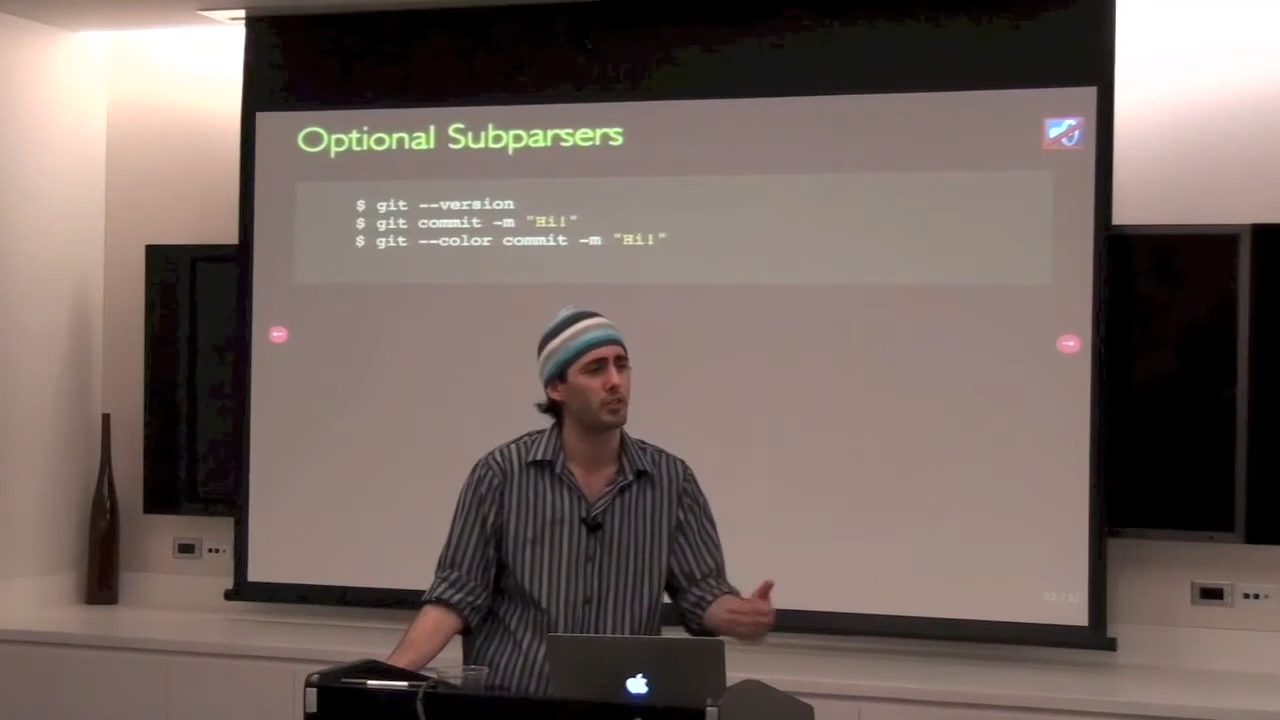 Optional Subparsers
$ git --version
$ git commit -m "Hi!"
$ git --color commit -m "Hi!"